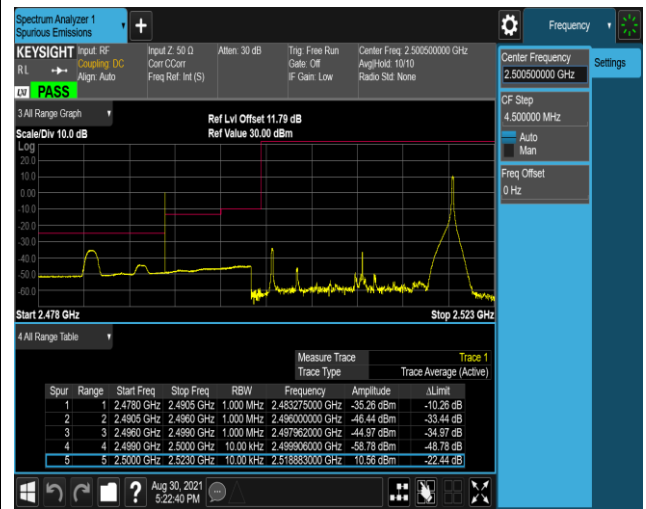 Spectrum Analyzer 1
Spurious Emissions
Frequency
KEYSIGHT Input: RF Input Z: 50 Ω Atten: 30 dB Trig: Free Run Center Freq: 2.500500000 GHz
RL Coupling: DC Corr CCorr Gate: Off Avg|Hold: 10/10
Align: Auto Freq Ref: Int (S) IF Gain: Low Radio Std: None
LXI PASS
Center Frequency
2.500500000 GHz
Settings
CF Step
4.500000 MHz
Auto
Man
Freq Offset
0 Hz
3 All Range Graph
Ref Lvl Offset 11.79 dB
Scale/Div 10.0 dB Ref Value 30.00 dBm
Log
20.0
10.0
0.00
-10.0
-20.0
-30.0
-40.0
-50.0
-60.0
Start 2.478 GHz Stop 2.523 GHz
4 All Range Table
Measure Trace Trace 1
Trace Type Trace Average (Active)
Spur Range Start Freq Stop Freq RBW Frequency Amplitude ΔLimit
1 1 2.4780 GHz 2.4905 GHz 1.000 MHz 2.483275000 GHz -35.26 dBm -10.26 dB
2 2 2.4905 GHz 2.4960 GHz 1.000 MHz 2.496000000 GHz -46.44 dBm -33.44 dB
3 3 2.4960 GHz 2.4990 GHz 1.000 MHz 2.497962000 GHz -44.97 dBm -34.97 dB
4 4 2.4990 GHz 2.5000 GHz 10.00 kHz 2.499906000 GHz -58.78 dBm -48.78 dB
5 5 2.5000 GHz 2.5230 GHz 10.00 kHz 2.518883000 GHz 10.56 dBm -22.44 dB
?
Aug 30, 2021
5:22:40 PM